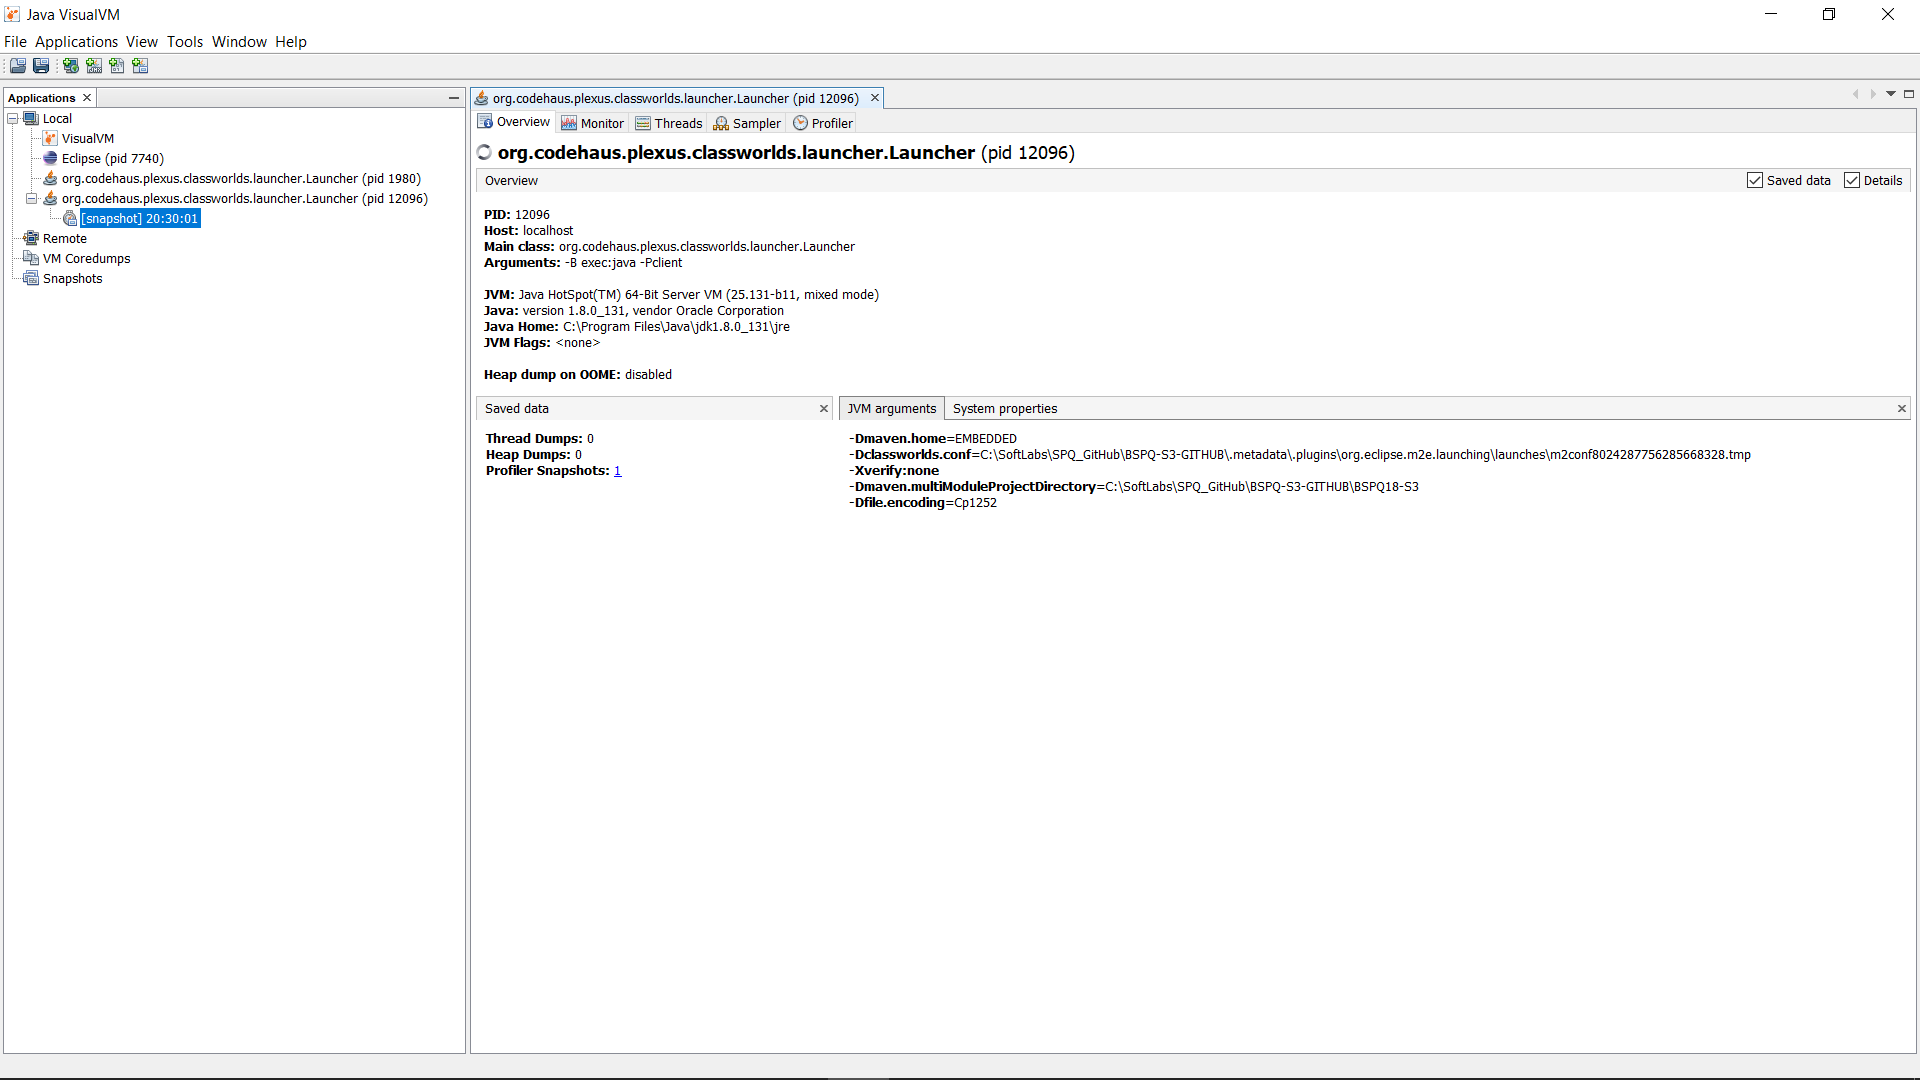 Java VisualVM
File Applications View Tools Window Help
Applications
Local
VisualVM
Eclipse (pid 7740)
org.codehaus.plexus.classworlds.launcher.Launcher (pid 1980)
org.codehaus.plexus.classworlds.launcher.Launcher (pid 12096)
[snapshot] 20:30:01
Remote
VM Coredumps
Snapshots
org.codehaus.plexus.classworlds.launcher.Launcher (pid 12096)
Overview Monitor Threads Sampler Profiler
org.codehaus.plexus.classworlds.launcher.Launcher (pid 12096)
Overview Saved data Details
PID: 12096
Host: localhost
Main class: org.codehaus.plexus.classworlds.launcher.Launcher
Arguments: -B exec:java -Pclient
JVM: Java HotSpot(TM) 64-Bit Server VM (25.131-b11, mixed mode)
Java: version 1.8.0_131, vendor Oracle Corporation
Java Home: C:\Program Files\Java\jdk1.8.0_131\jre
JVM Flags: <none>
Heap dump on OOME: disabled
Saved data
Thread Dumps: 0
Heap Dumps: 0
Profiler Snapshots: 1
JVM arguments System properties
-Dmaven.home=EMBEDDED
-Dclassworlds.conf=C:\SoftLabs\SPQ_GitHub\BSPQ-S3-GITHUB\.metadata\.plugins\org.eclipse.m2e.launching\launches\m2conf8024287756285668328.tmp
-Xverify:none
-Dmaven.multiModuleProjectDirectory=C:\SoftLabs\SPQ_GitHub\BSPQ-S3-GITHUB\BSPQ18-S3
-Dfile.encoding=Cp1252